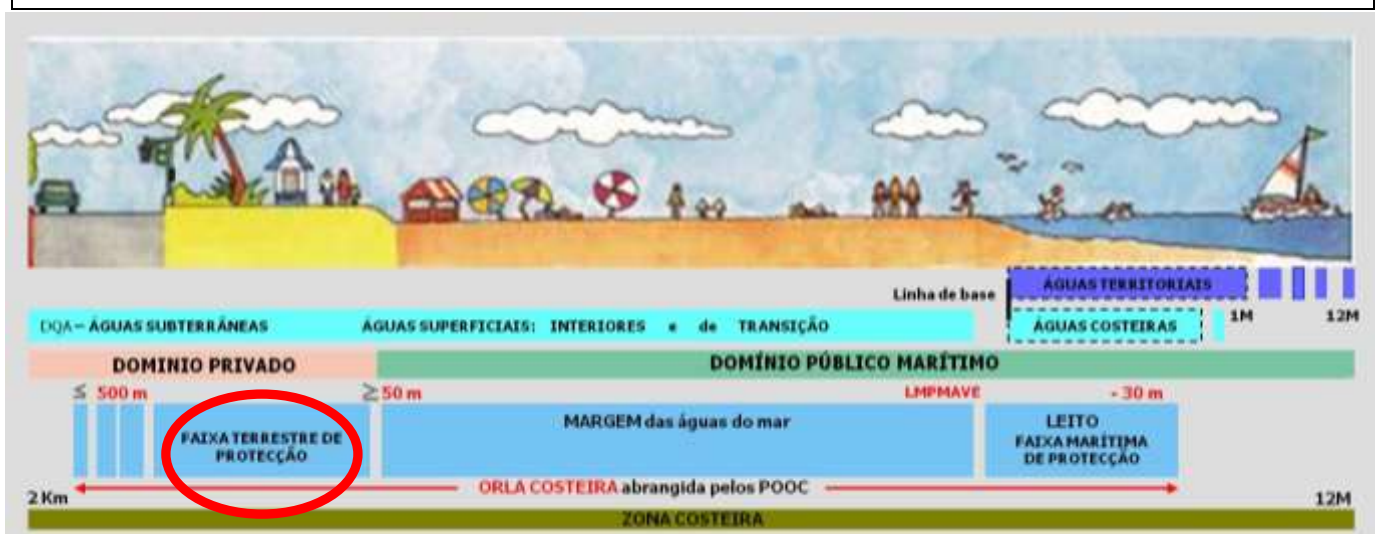 Linha de base
ÁGUAS TERRITORIAIS
1M
12M
DQA – ÁGUAS SUBTERRÂNEAS
ÁGUAS SUPERFICIAIS: INTERIORES e de TRANSIÇÃO
ÁGUAS COSTEIRAS
DOMINIO PRIVADO
DOMÍNIO PÚBLICO MARÍTIMO
≤ 500 m
≥ 50 m
LMPMAVE
- 30 m
FAIXA TERRESTRE DE
PROTECÇÃO
MARGEM das águas do mar
LEITO
FAIXA MARÍTIMA
DE PROTECÇÃO
2 Km
ORLA COSTEIRA abrangida pelos POOC
12M
ZONA COSTEIRA